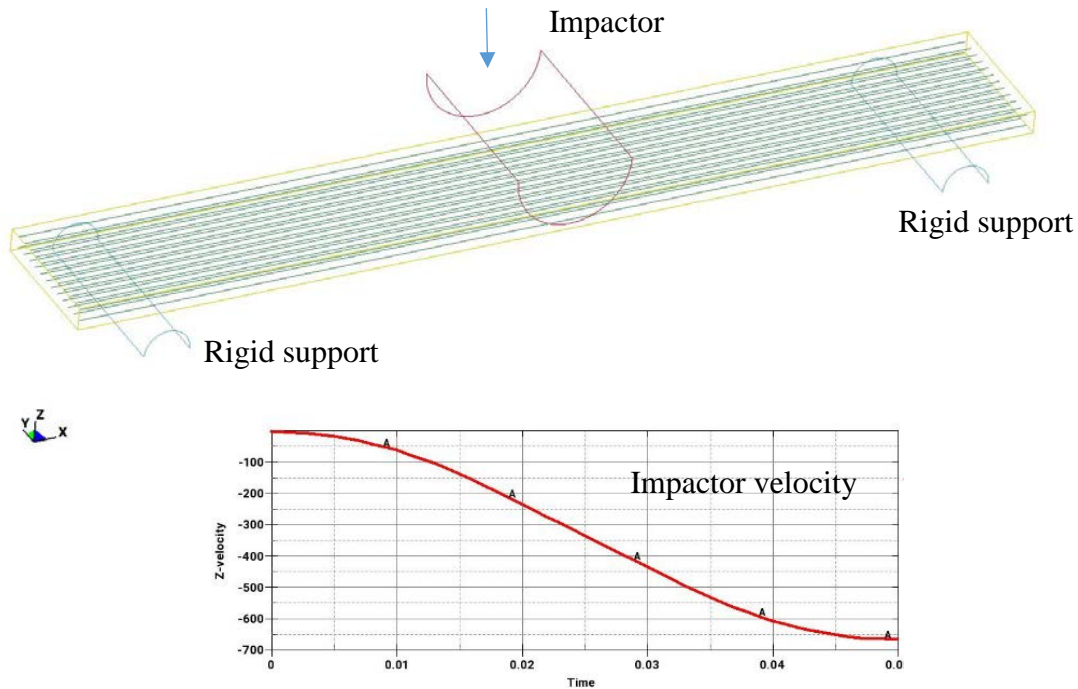 Impactor
Rigid support
Rigid support
Y Z X
Impactor velocity
Z-velocity
-100
-200
-300
-400
-500
-600
-700
A A A A A
0 0.01 0.02 0.03 0.04 0.0
Time